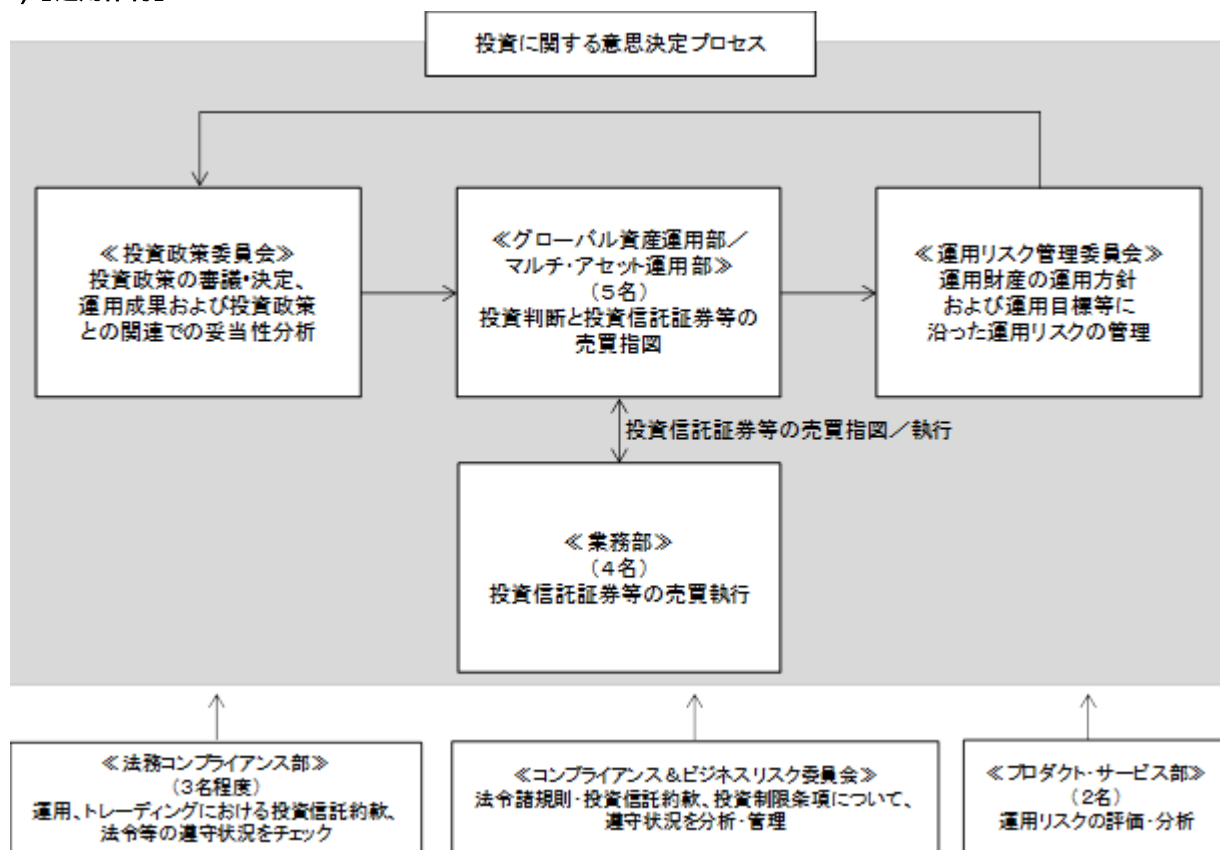 投資に関する意思決定プロセス
≪投資政策委員会≫
投資政策の審議・決定、
運用成果および投資政策
との関連での妥当性分析
≪グローバル資産運用部／
マルチ・アセット運用部≫
（５名）
投資判断と投資信託証券等の
売買指図
≪運用リスク管理委員会≫
運用財産の運用方針
および運用目標等に
沿った運用リスクの管理
投資信託証券等の売買指図／執行
≪業務部≫
（４名）
投資信託証券等の売買執行
≪法務コンプライアンス部≫
（３名程度）
運用、トレーディングにおける投資信託約款、
法令等の遵守状況をチェック
≪コンプライアンス＆ビジネスリスク委員会≫
法令諸規則・投資信託約款、投資制限条項について、
遵守状況を分析・管理
≪プロダクト・サービス部≫
（２名）
運用リスクの評価・分析